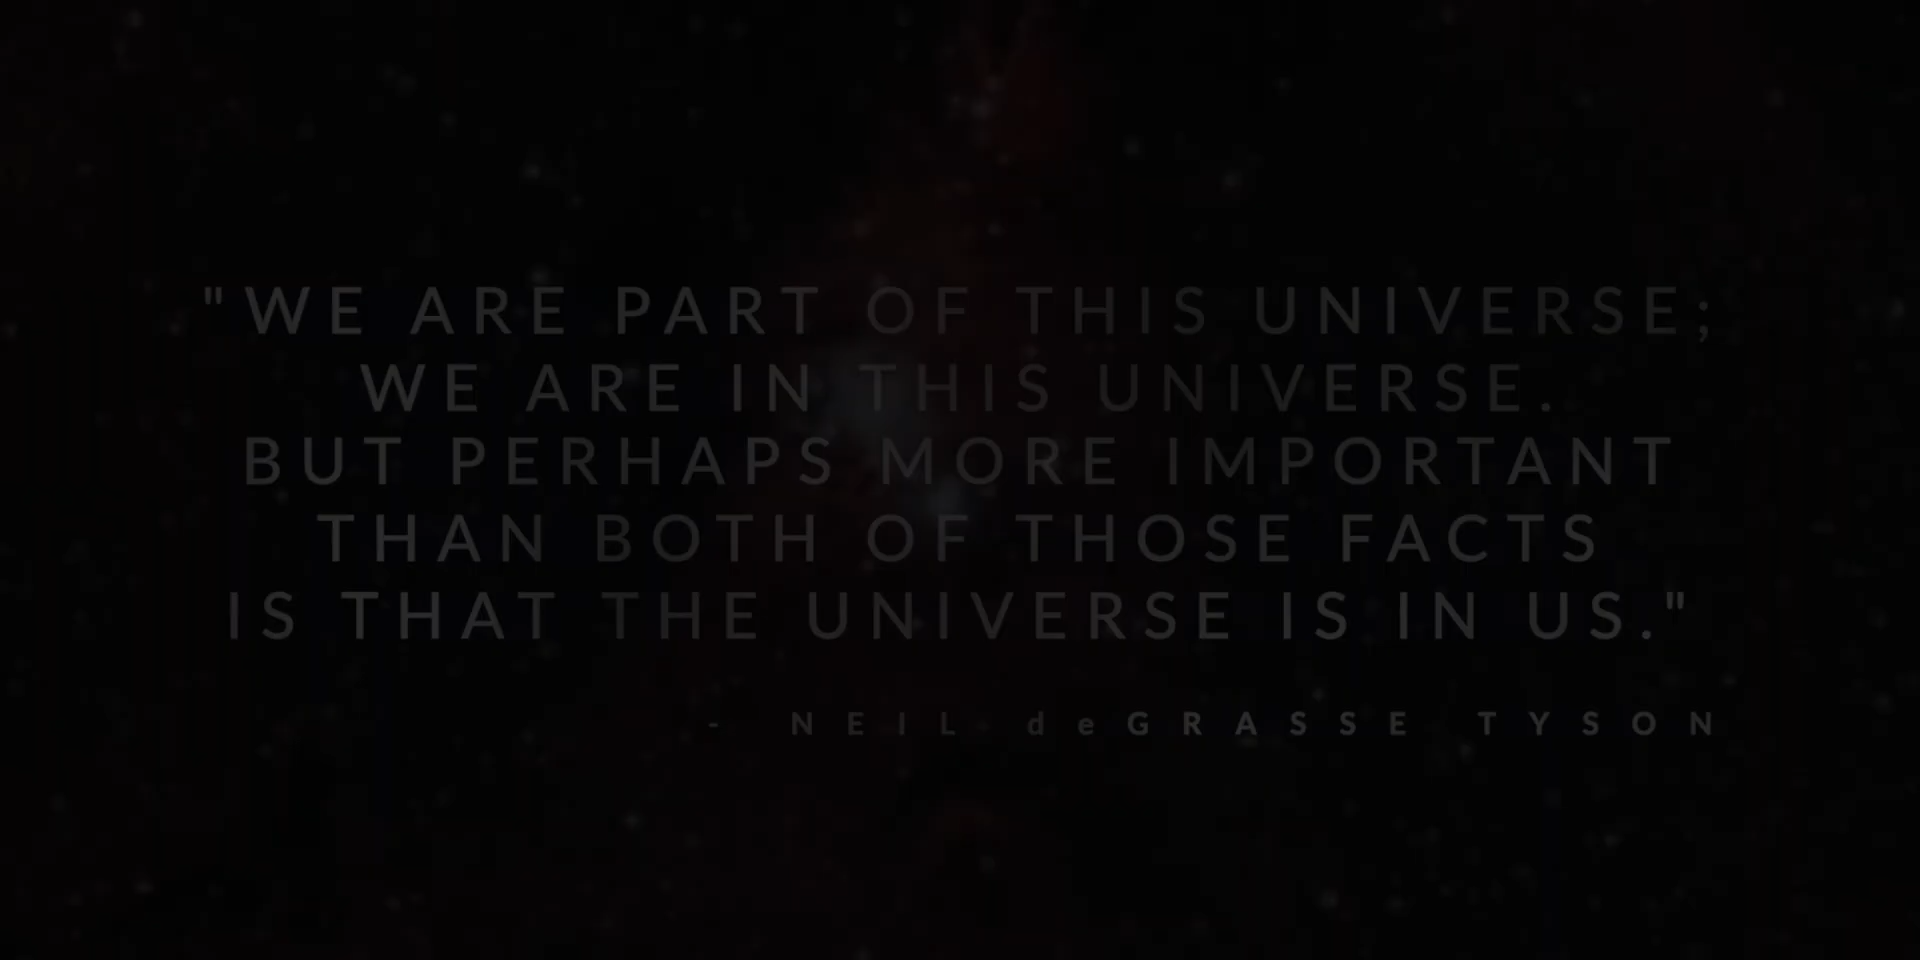 "WE ARE PART OF THIS UNIVERSE;
WE ARE IN THIS UNIVERSE.
BUT PERHAPS MORE IMPORTANT
THAN BOTH OF THOSE FACTS
IS THAT THE UNIVERSE IS IN US."
- NEIL deGRASSE TYSON